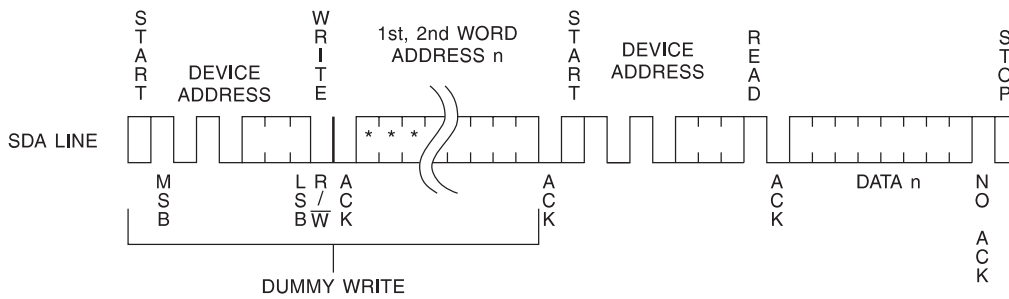 START
WRITE
1st, 2nd WORD
ADDRESS n
START
READ
STOP
DEVICE
ADDRESS
DEVICE
ADDRESS
SDA LINE
* * *
MSB
LSB
R/W
ACK
ACK
ACK
DATA n
NO ACK
DUMMY WRITE